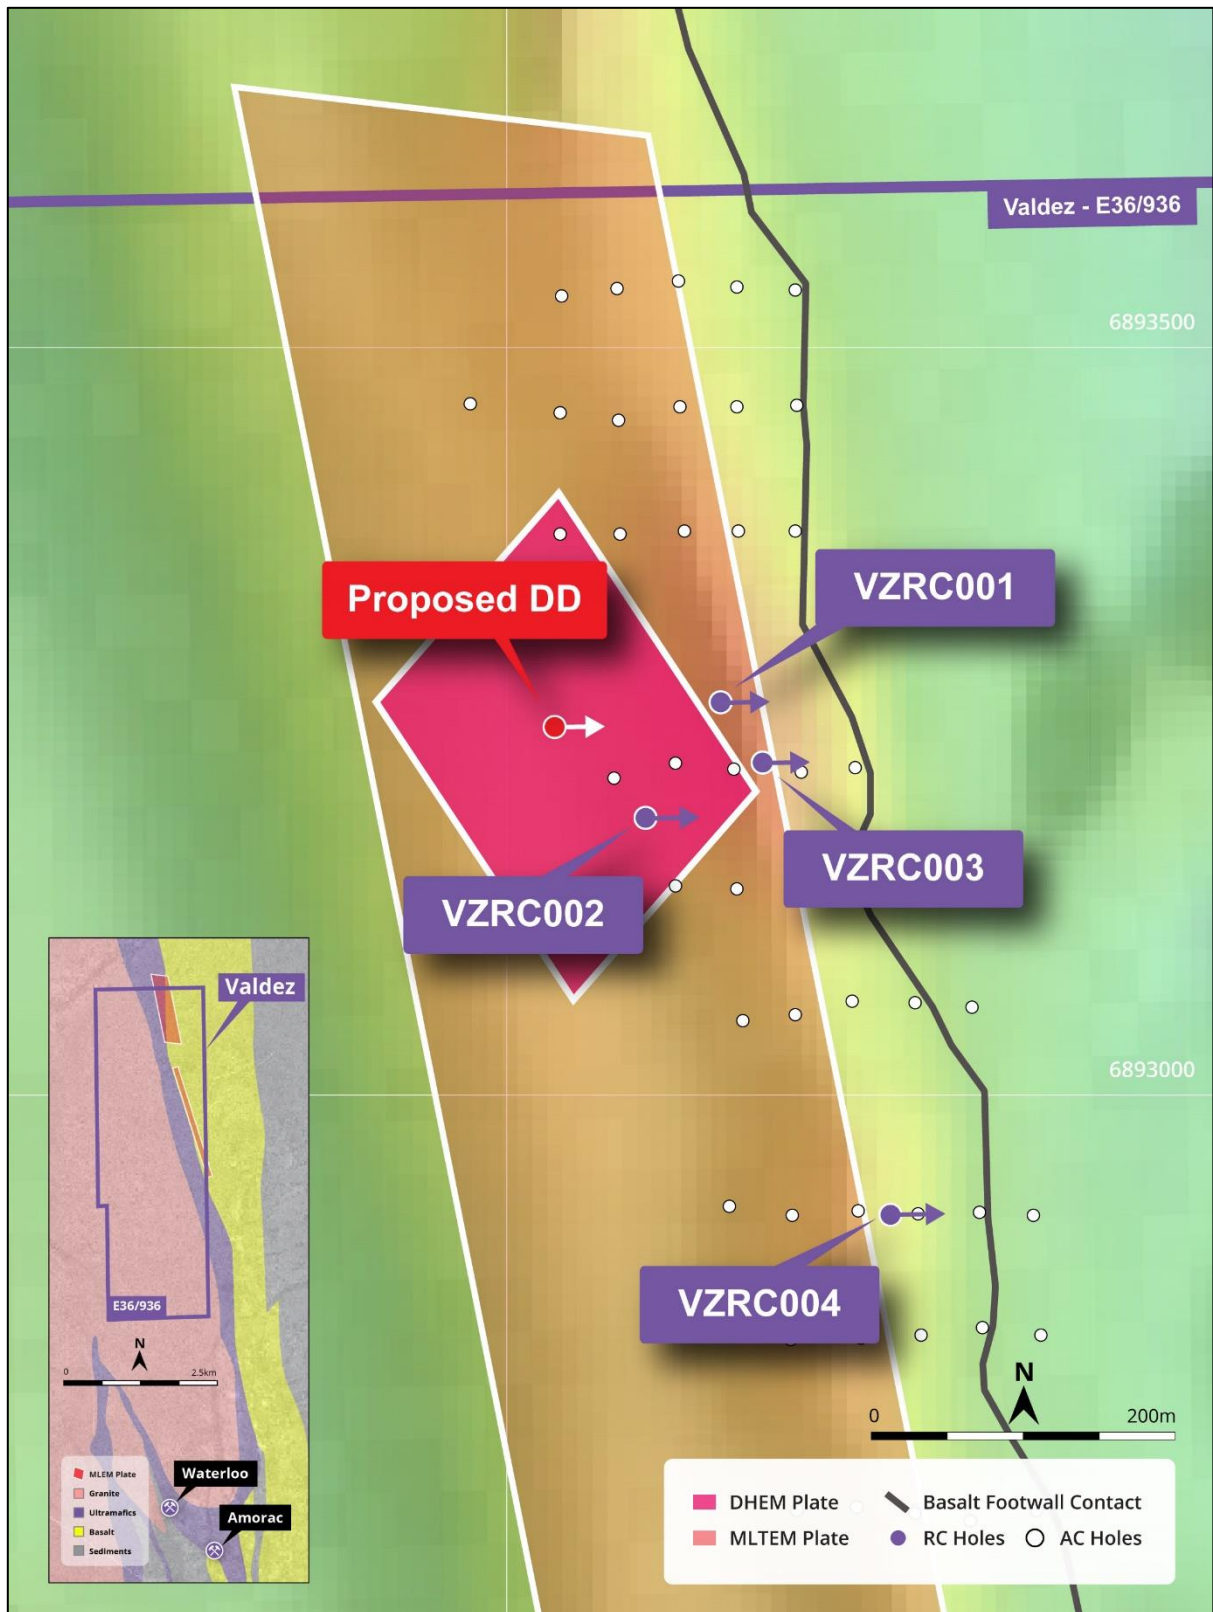 Valdez - E36/936
6893500
VZRC001
Proposed DD
VZRC003
VZRC002
Valdez
6893000
E36/936
N
0 2.5km
VZRC004
N
0 200m
MLEM Plate
Granite
Ultramafics
Basalt
Sediments
Waterloo
Amorac
DHEM Plate
Basalt Footwall Contact
MLTEM Plate
RC Holes
AC Holes